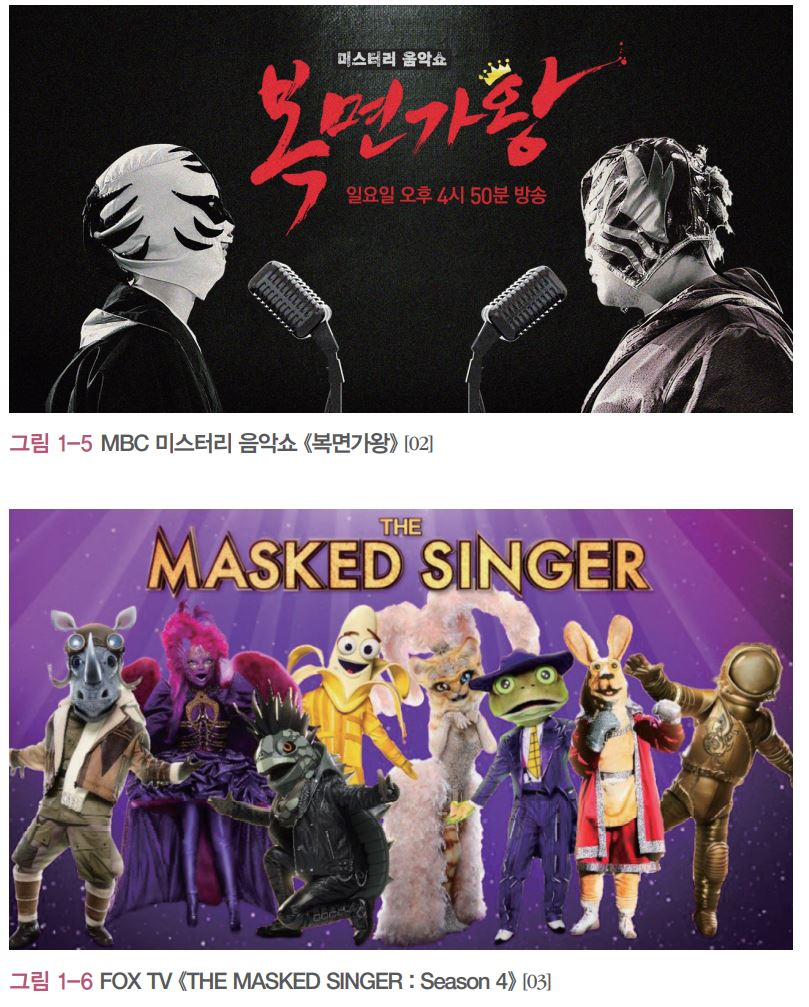 미스터리 음악쇼
복면가왕
일요일 오후 4시 50분 방송
그림 1-5 MBC 미스터리 음악쇼 《복면가왕》 [02]
THE
MASKED SINGER
그림 1-6 FOX TV 《THE MASKED SINGER : Season 4》 [03]